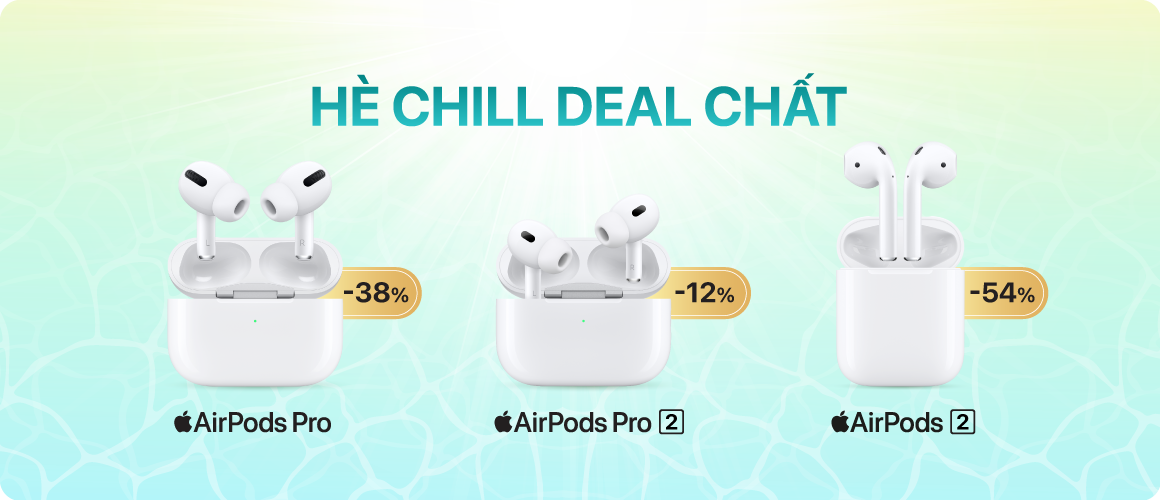 HÈ CHILL DEAL CHẤT
-38%
-12%
-54%
AirPods Pro
AirPods Pro 2
AirPods 2